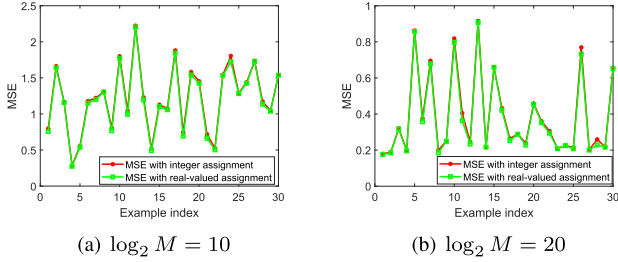 2.5
2
1.5
1
0.5
0
MSE
0 5 10 15 20 25 30
Example index
MSE with integer assignment
MSE with real-valued assignment
(a) log₂ M = 10
1
0.8
0.6
0.4
0.2
0
MSE
0 5 10 15 20 25 30
Example index
MSE with integer assignment
MSE with real-valued assignment
(b) log₂ M = 20